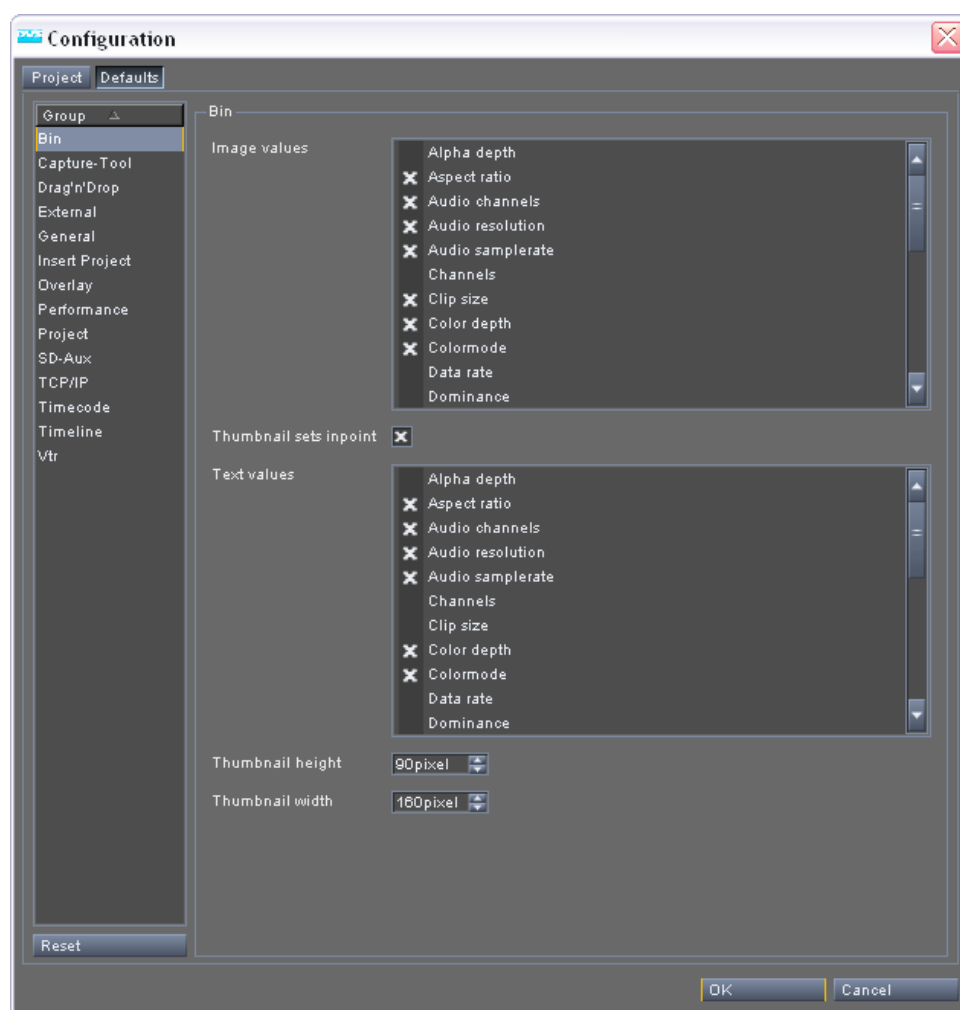 Configuration
Project Defaults
Group
Bin
Capture-Tool
Drag'n'Drop
External
General
Insert Project
Overlay
Performance
Project
SD-Aux
TCP/IP
Timecode
Timeline
Vtr
Reset
Bin
Image values
Alpha depth
Aspect ratio
Audio channels
Audio resolution
Audio samplerate
Channels
Clip size
Color depth
Colormode
Data rate
Dominance
Thumbnail sets inpoint
Text values
Alpha depth
Aspect ratio
Audio channels
Audio resolution
Audio samplerate
Channels
Clip size
Color depth
Colormode
Data rate
Dominance
Thumbnail height 90pixel
Thumbnail width 160pixel
OK Cancel